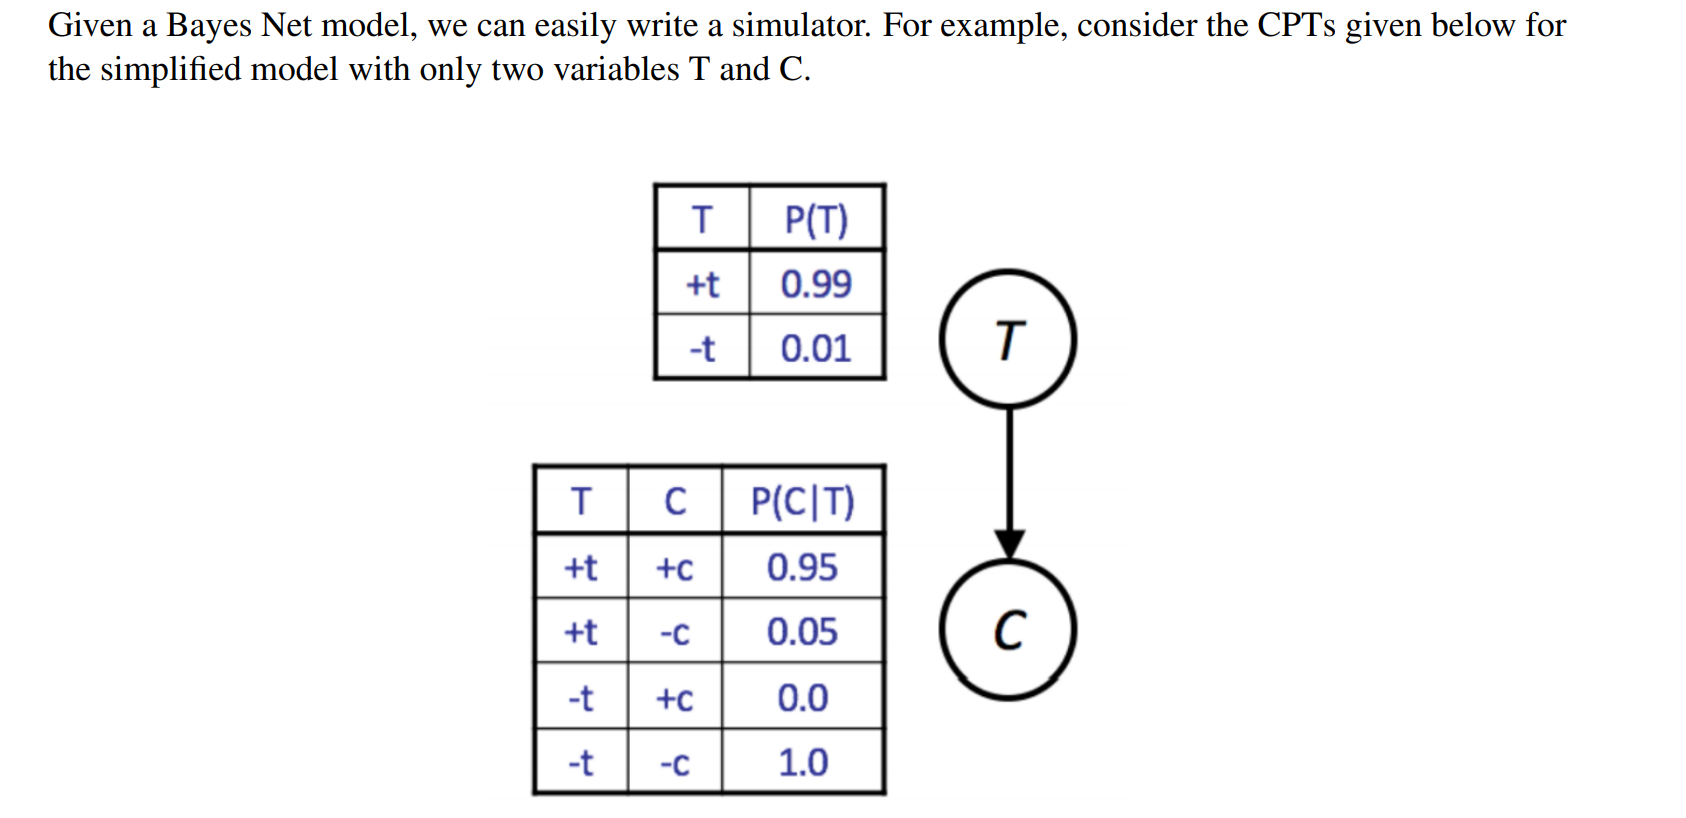 Given a Bayes Net model, we can easily write a simulator. For example, consider the CPTs given below for
the simplified model with only two variables T and C.
T P(T)
+t 0.99
-t 0.01
T
T C P(C|T)
+t +c 0.95
+t -c 0.05
-t +c 0.0
-t -c 1.0
C